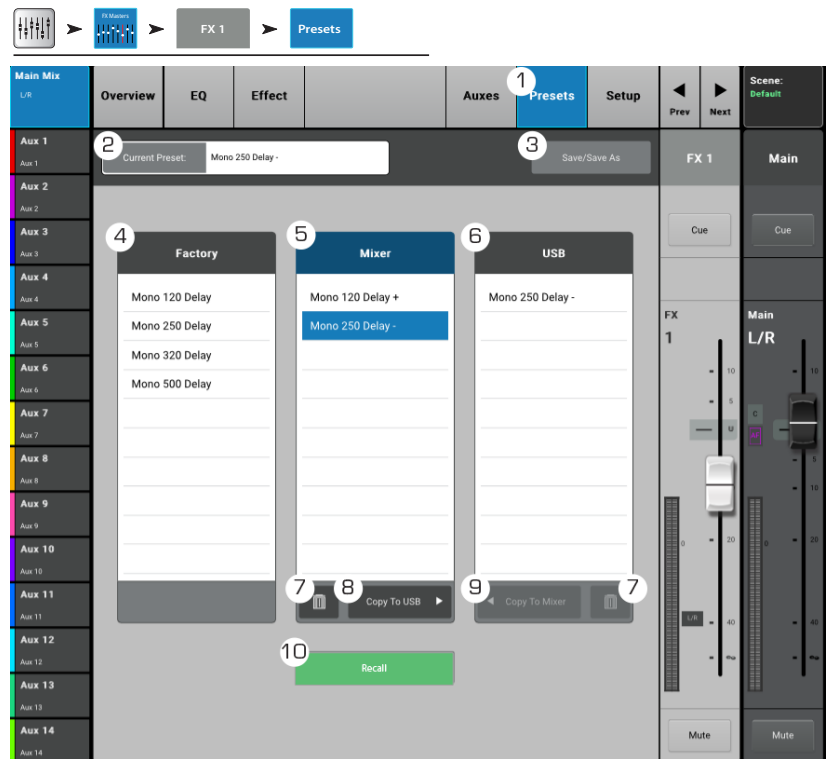 FX Masters
FX 1
Presets
Main Mix
L/R
Overview
EQ
Effect
Auxes
1
Presets
Setup
Prev
Next
Scene:
Default
Aux 1
Aux 1
Aux 2
Aux 2
Aux 3
Aux 3
Aux 4
Aux 4
Aux 5
Aux 5
Aux 6
Aux 6
Aux 7
Aux 7
Aux 8
Aux 8
Aux 9
Aux 9
Aux 10
Aux 10
Aux 11
Aux 11
Aux 12
Aux 12
Aux 13
Aux 13
Aux 14
Aux 14
2
Current Preset:
Mono 250 Delay -
3
Save/Save As
4
Factory
Mono 120 Delay
Mono 250 Delay
Mono 320 Delay
Mono 500 Delay
5
Mixer
Mono 120 Delay +
Mono 250 Delay -
6
USB
Mono 250 Delay -
7
8
Copy To USB
9
Copy To Mixer
7
10
Recall
FX 1
Cue
FX
1
10
5
U
0
20
L/R
40
∞
Mute
Main
Cue
Main
L/R
10
C
5
10
0
20
40
∞
Mute